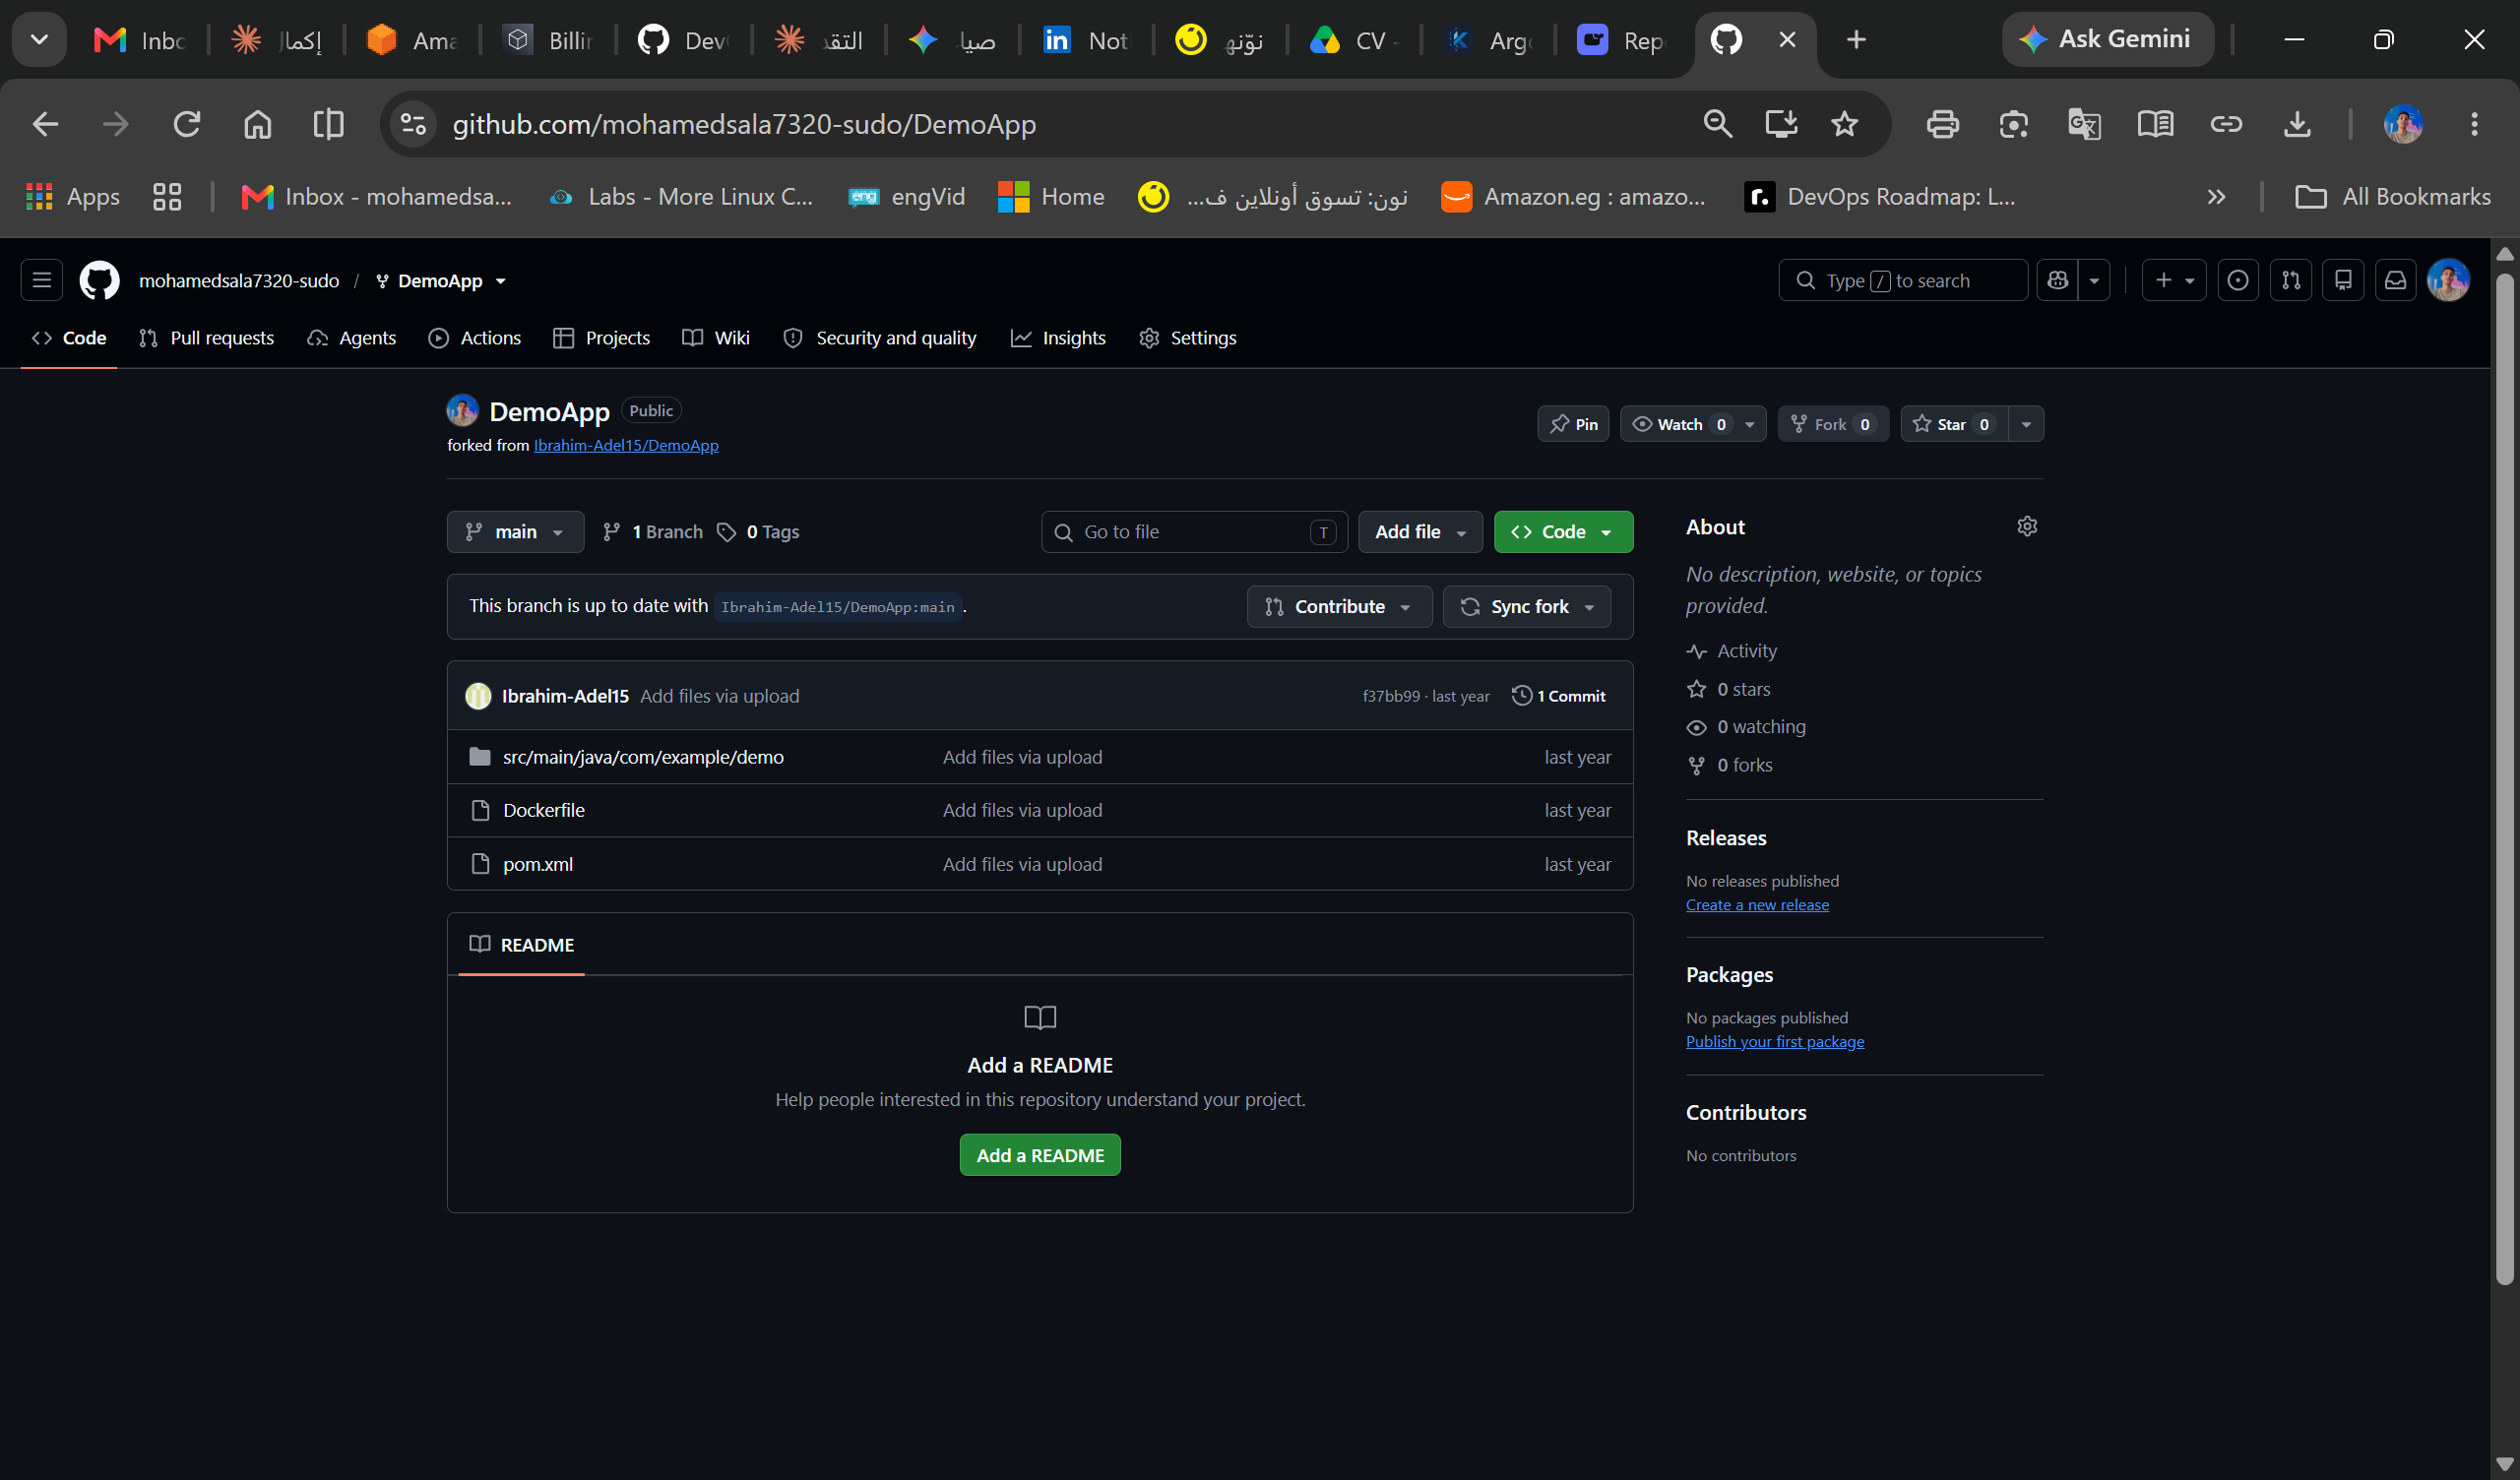 Inbo
إكمال
Ama
Billin
Dev
التقد
صيا
Not
نوّنها
CV -
Arg
Rep
Ask Gemini
github.com/mohamedsala7320-sudo/DemoApp
Apps
Inbox - mohamedsa...
Labs - More Linux C...
engVid
Home
نون: تسوق أونلاين ف...
Amazon.eg : amazo...
DevOps Roadmap: L...
All Bookmarks
mohamedsala7320-sudo / DemoApp
Type / to search
Code
Pull requests
Agents
Actions
Projects
Wiki
Security and quality
Insights
Settings
DemoApp Public
forked from Ibrahim-Adel15/DemoApp
Pin
Watch 0
Fork 0
Star 0
main
1 Branch
0 Tags
Go to file T
Add file
Code
This branch is up to date with Ibrahim-Adel15/DemoApp:main .
Contribute
Sync fork
Ibrahim-Adel15 Add files via upload f37bb99 · last year 1 Commit
src/main/java/com/example/demo Add files via upload last year
Dockerfile Add files via upload last year
pom.xml Add files via upload last year
README
Add a README
Help people interested in this repository understand your project.
Add a README
About
No description, website, or topics
provided.
Activity
0 stars
0 watching
0 forks
Releases
No releases published
Create a new release
Packages
No packages published
Publish your first package
Contributors
No contributors